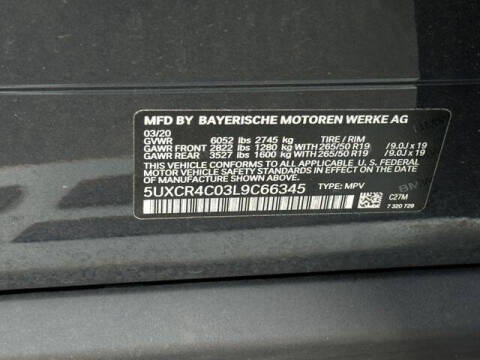 MFD BY BAYERISCHE MOTOREN WERKE AG
03/20
GVWR 6052 lbs 2745 kg TIRE / RIM
GAWR FRONT 2822 lbs 1280 kg WITH 265/50 R19 / 9.0J x 19
GAWR REAR 3527 lbs 1600 kg WITH 265/50 R19 / 9.0J x 19
THIS VEHICLE CONFORMS TO ALL APPLICABLE U. S. FEDERAL
MOTOR VEHICLE SAFETY STANDARDS IN EFFECT ON THE
DATE OF MANUFACTURE SHOWN ABOVE.
5UXCR4C03L9C66345 TYPE: MPV
C27M
7 320 729